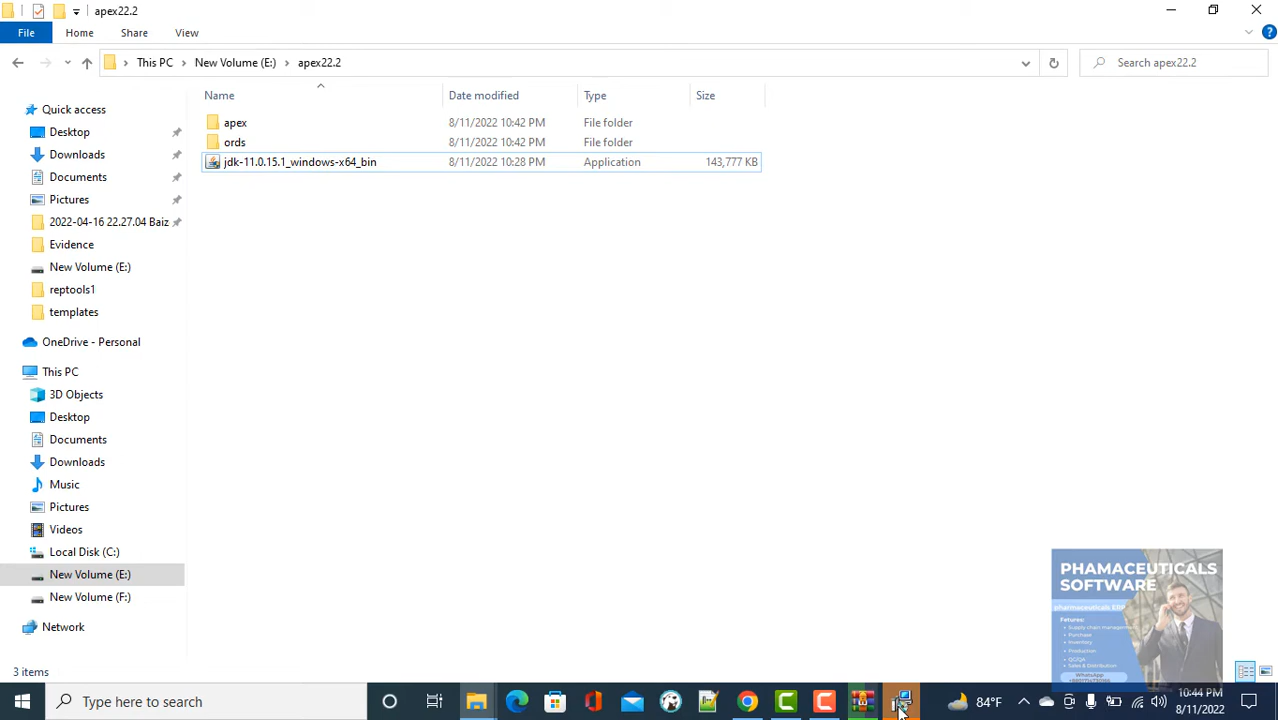 apex22.2
File Home Share View
This PC New Volume (E:) apex22.2
Search apex22.2
Name Date modified Type Size
apex 8/11/2022 10:42 PM File folder
ords 8/11/2022 10:42 PM File folder
jdk-11.0.15.1_windows-x64_bin 8/11/2022 10:28 PM Application 143,777 KB
Quick access
Desktop
Downloads
Documents
Pictures
2022-04-16 22.27.04 Baiz
Evidence
New Volume (E:)
reptools1
templates
OneDrive - Personal
This PC
3D Objects
Desktop
Documents
Downloads
Music
Pictures
Videos
Local Disk (C:)
New Volume (E:)
New Volume (F:)
Network
3 items
PHAMACEUTICALS
SOFTWARE
pharmaceuticals
Fetures:
Supply chain management
Purchase
Inventory
Production
QC/QA
Sales & Distribution
WhatsApp
Type here to search
84°F
10:44 PM
8/11/2022